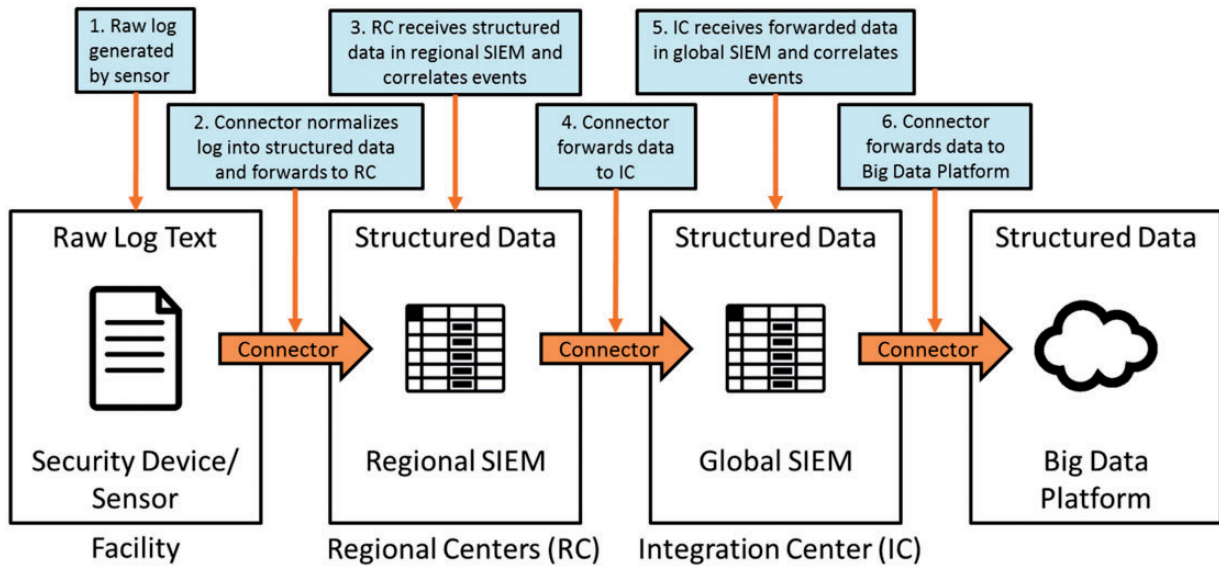 1. Raw log
generated
by sensor
3. RC receives structured
data in regional SIEM and
correlates events
5. IC receives forwarded data
in global SIEM and correlates
events
2. Connector normalizes
log into structured data
and forwards to RC
4. Connector
forwards data
to IC
6. Connector
forwards data to
Big Data Platform
Raw Log Text
Structured Data
Structured Data
Structured Data
Connector
Connector
Connector
Security Device/
Sensor
Regional SIEM
Global SIEM
Big Data
Platform
Facility
Regional Centers (RC)
Integration Center (IC)